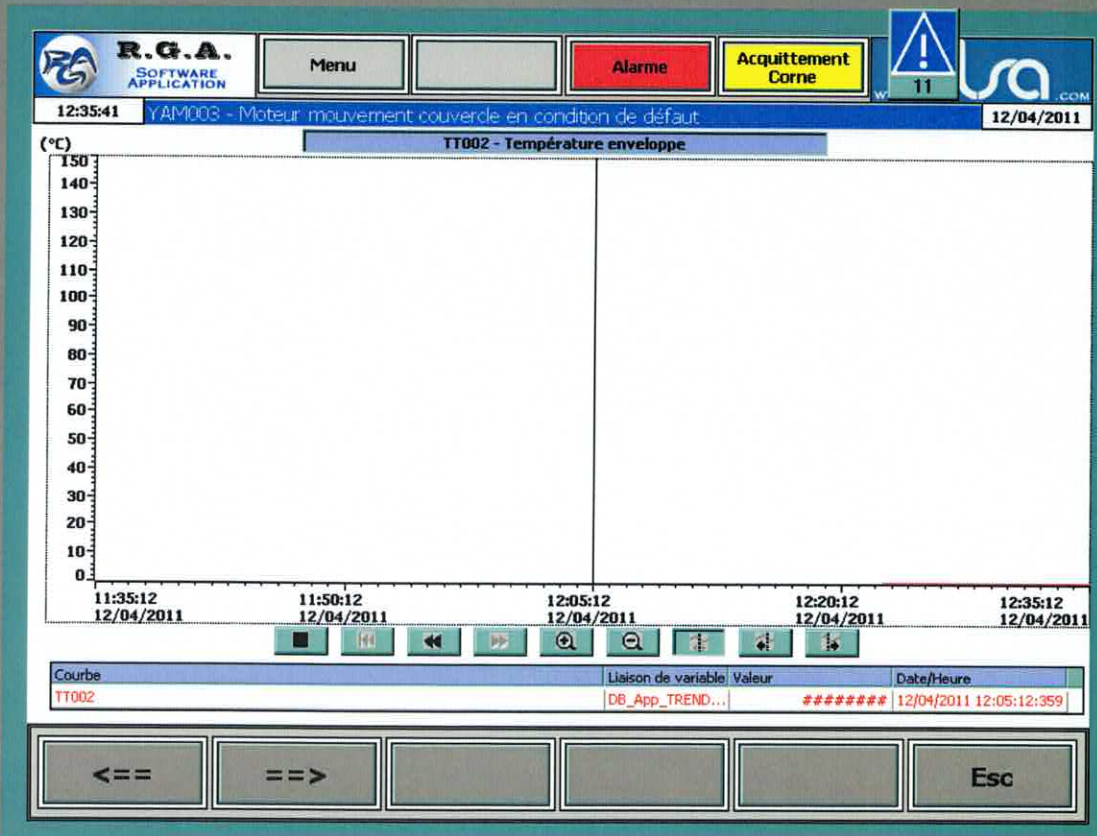 R.G.A.
SOFTWARE
APPLICATION
Menu
Alarme
Acquittement
Corne
11
.COM
12:35:41
YAM003 - Moteur mouvement couvercle en condition de défaut
12/04/2011
(°C)
TT002 - Température enveloppe
150
140
130
120
110
100
90
80
70
60
50
40
30
20
10
0
11:35:12 11:50:12 12:05:12 12:20:12 12:35:12
12/04/2011 12/04/2011 12/04/2011 12/04/2011 12/04/2011
Courbe Liaison de variable Valeur Date/Heure
TT002 DB_App_TREND... ######## 12/04/2011 12:05:12:359
<==
==>
Esc